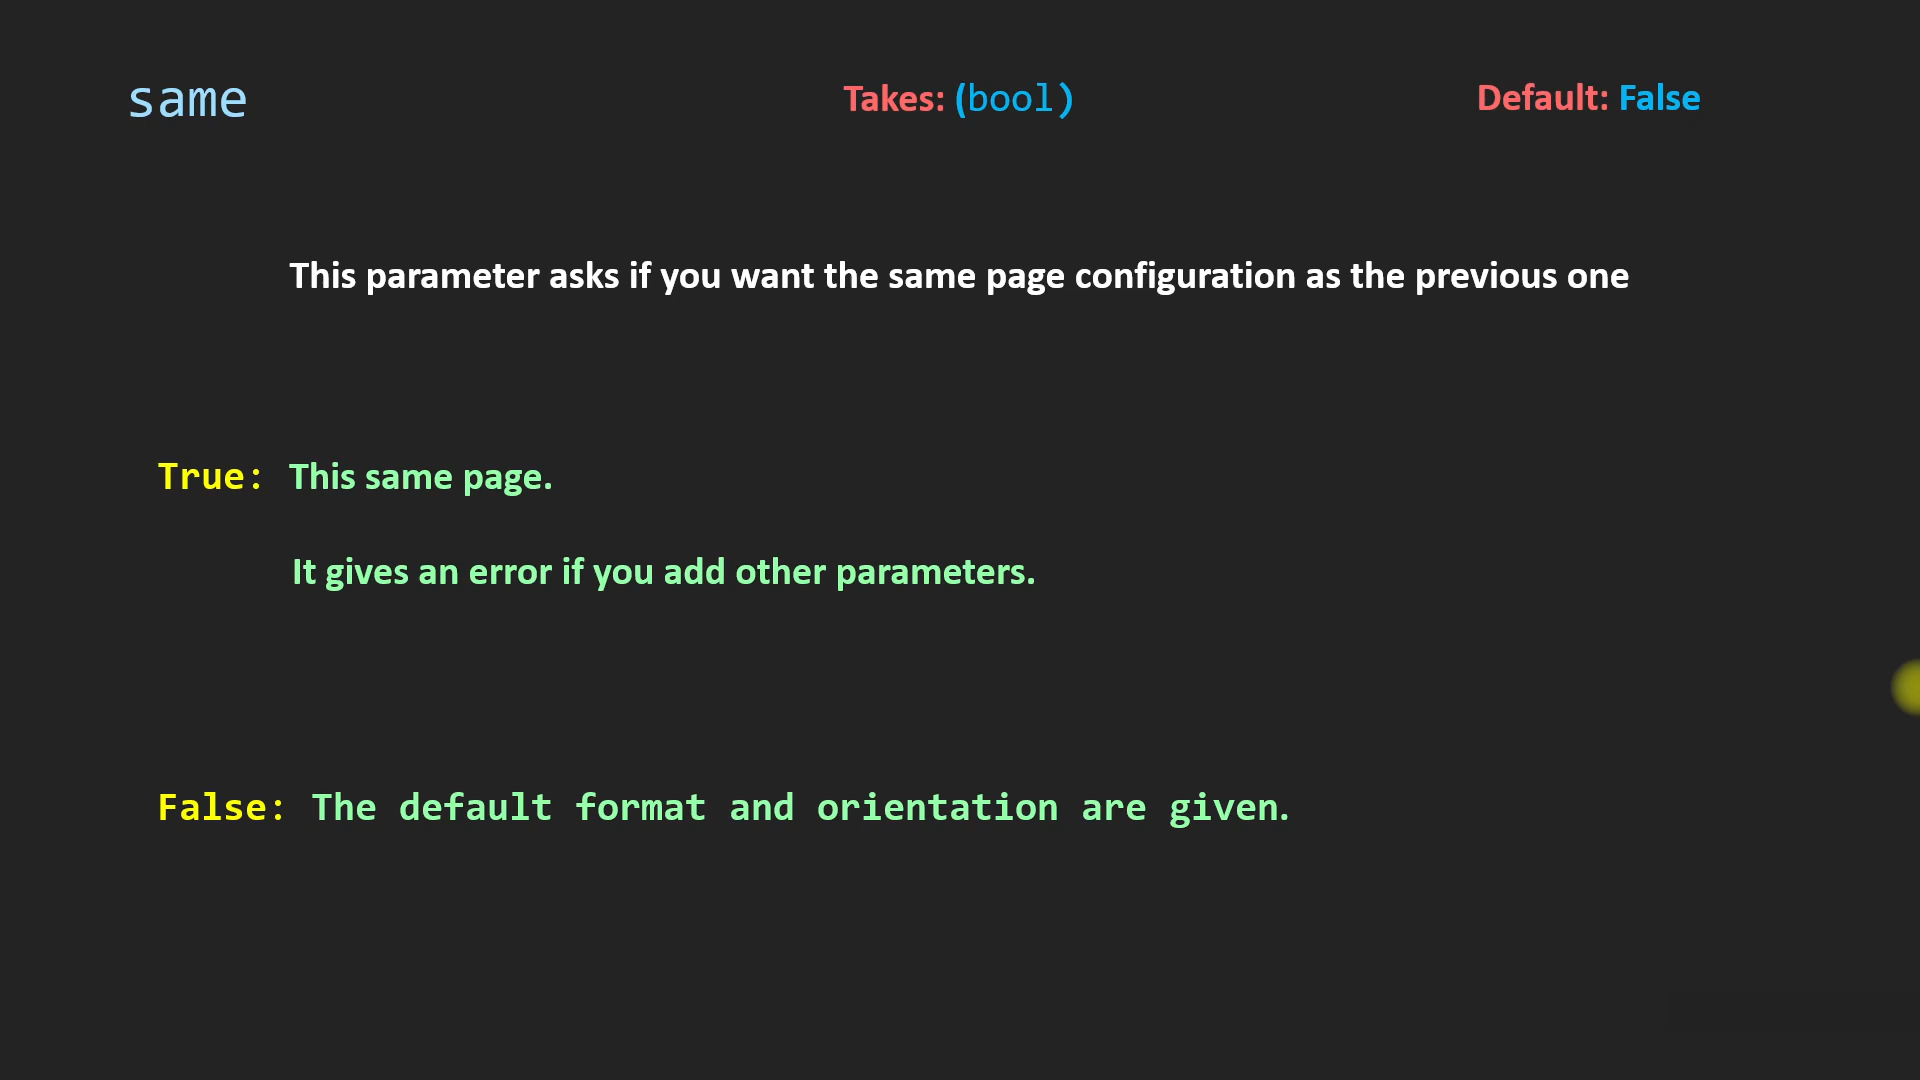 same Takes: (bool) Default: False
This parameter asks if you want the same page configuration as the previous one
True: This same page.
It gives an error if you add other parameters.
False: The default format and orientation are given.